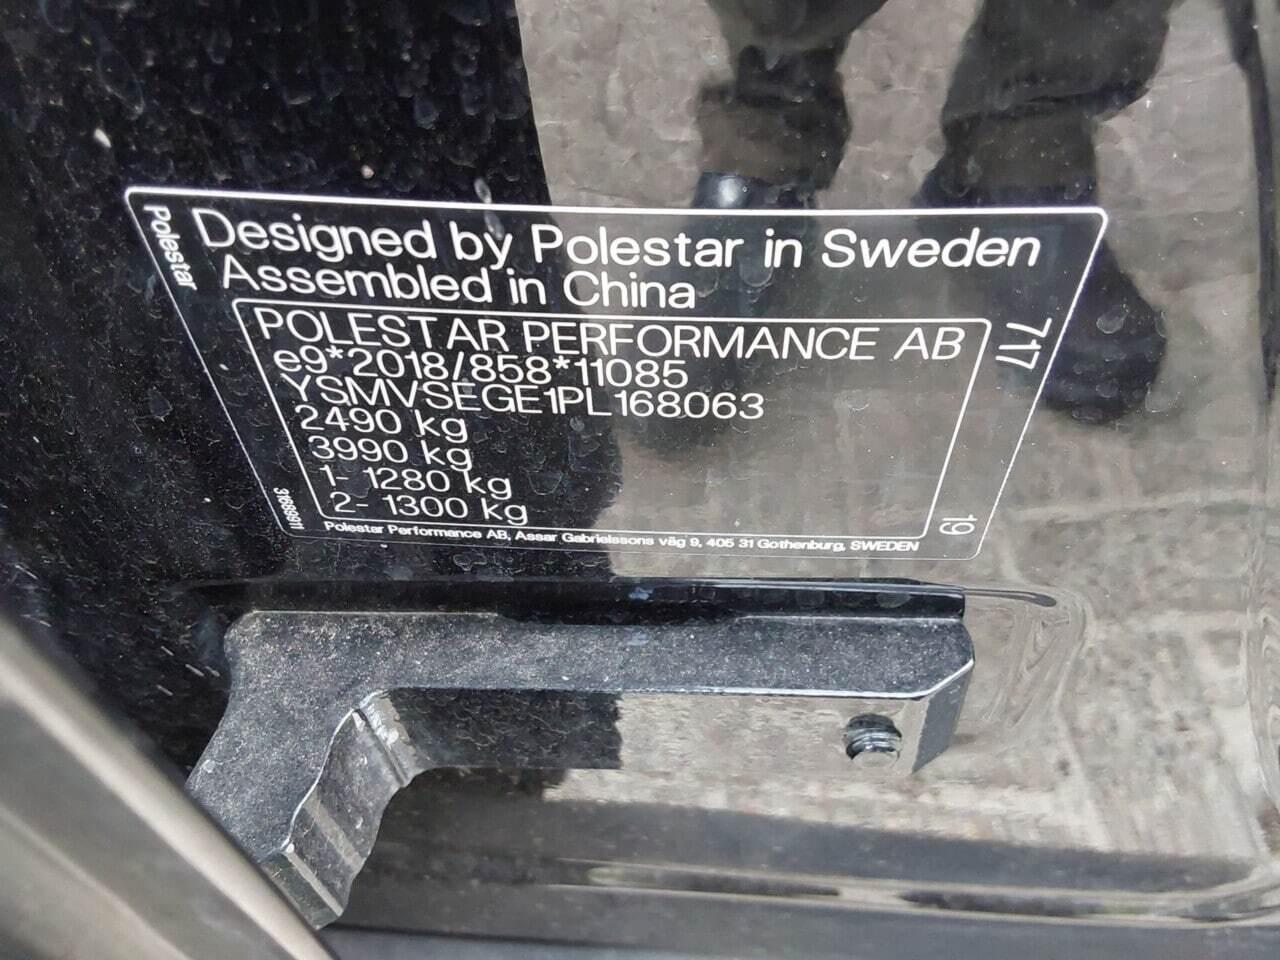 Polestar
Designed by Polestar in Sweden
Assembled in China
POLESTAR PERFORMANCE AB
e9*2018/858*11085
YSMVSEGE1PL168063
2490 kg
3990 kg
1- 1280 kg
2- 1300 kg
717
19
31689911
Polestar Performance AB, Assar Gabrielssons väg 9, 405 31 Gothenburg, SWEDEN